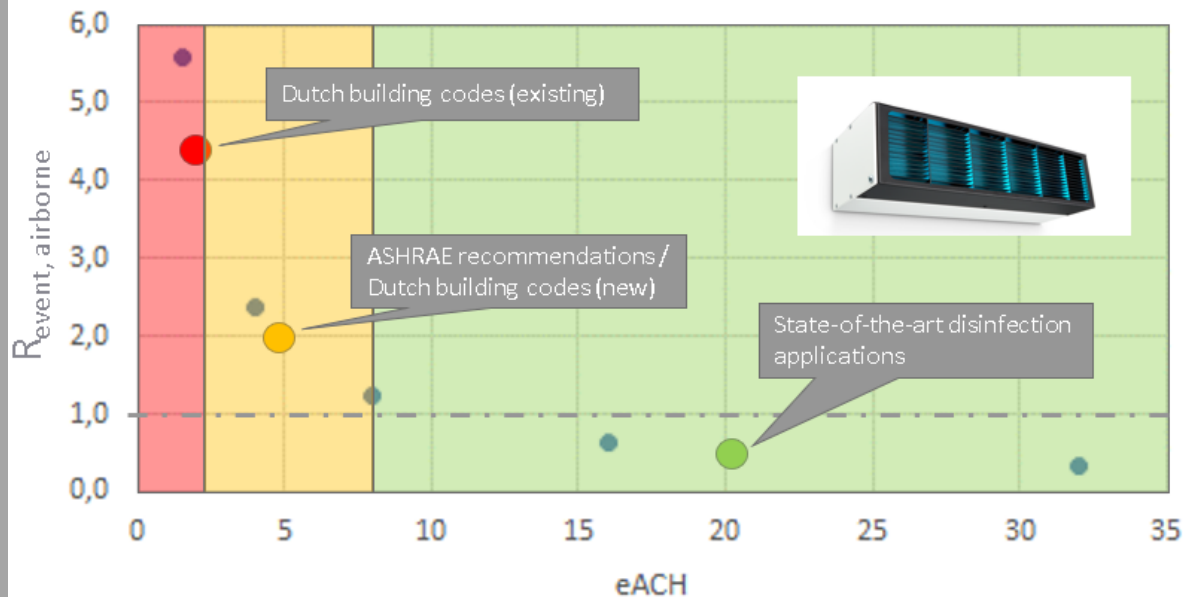 6,0
5,0
4,0
3,0
2,0
1,0
0,0
R event, airborne
Dutch building codes (existing)
ASHRAE recommendations /
Dutch building codes (new)
State-of-the-art disinfection
applications
0 5 10 15 20 25 30 35
eACH